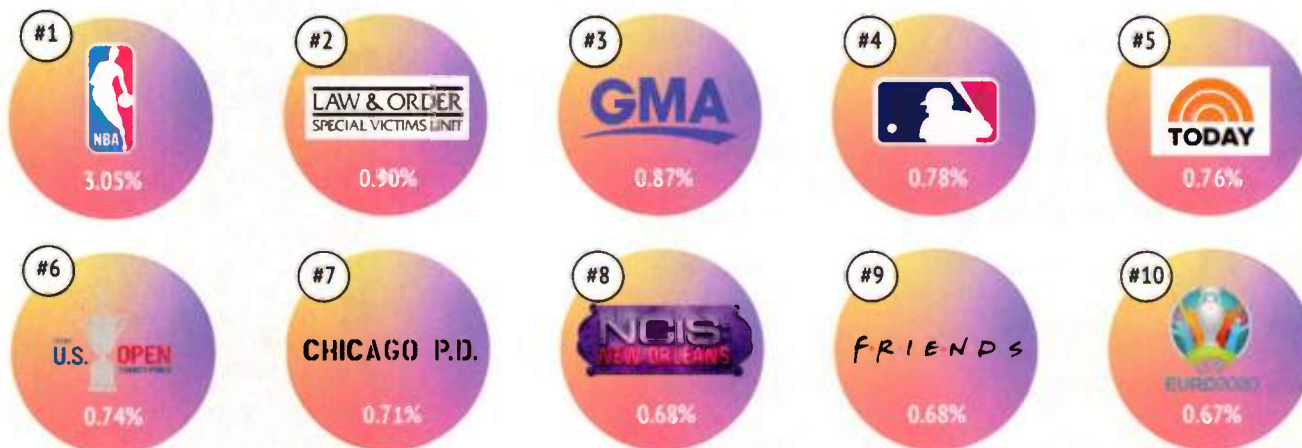 #1
NBA
3.05%
#2
LAW & ORDER
SPECIAL VICTIMS UNIT
0.90%
#3
GMA
0.87%
#4
0.78%
#5
TODAY
0.76%
#6
U.S. OPEN
0.74%
#7
CHICAGO P.D.
0.71%
#8
NCIS:
NEW ORLEANS
0.68%
#9
F•R•I•E•N•D•S
0.68%
#10
EURO2020
0.67%